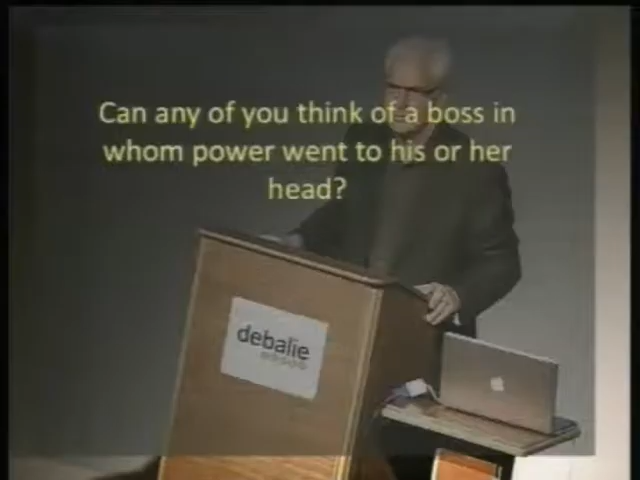 Can any of you think of a boss in
whom power went to his or her
head?
debalie